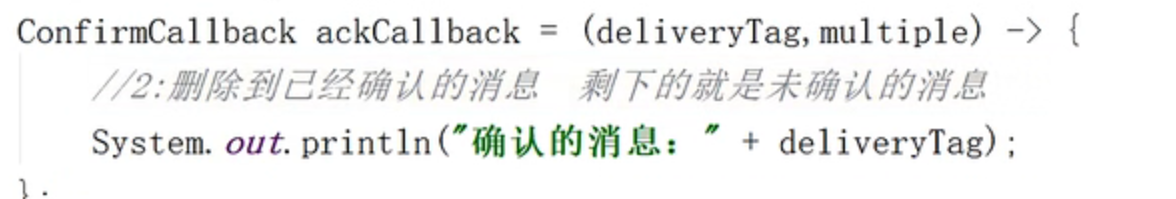 ConfirmCallback ackCallback = (deliveryTag,multiple) -> {
//2:删除到已经确认的消息 剩下的就是未确认的消息
System.out.println("确认的消息：" + deliveryTag);
};